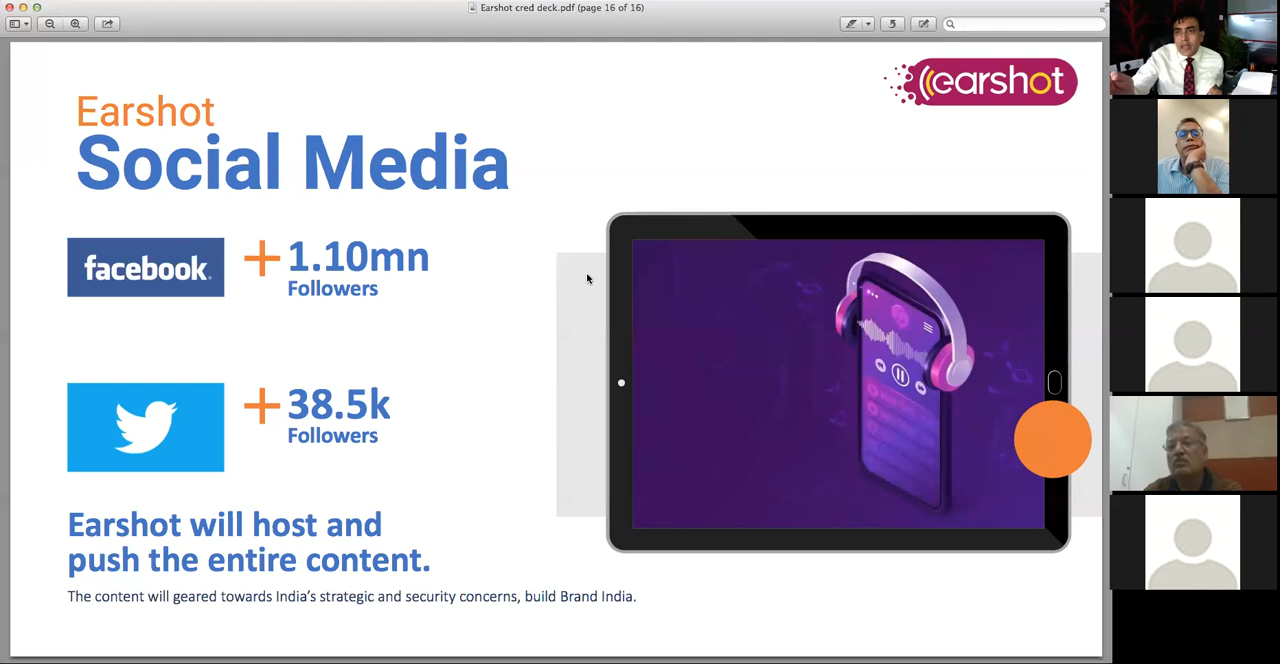 Earshot cred deck.pdf (page 16 of 16)
earshot
Earshot
Social Media
facebook.
+ 1.10mn
Followers
+ 38.5k
Followers
Earshot will host and
push the entire content.
The content will geared towards India's strategic and security concerns, build Brand India.